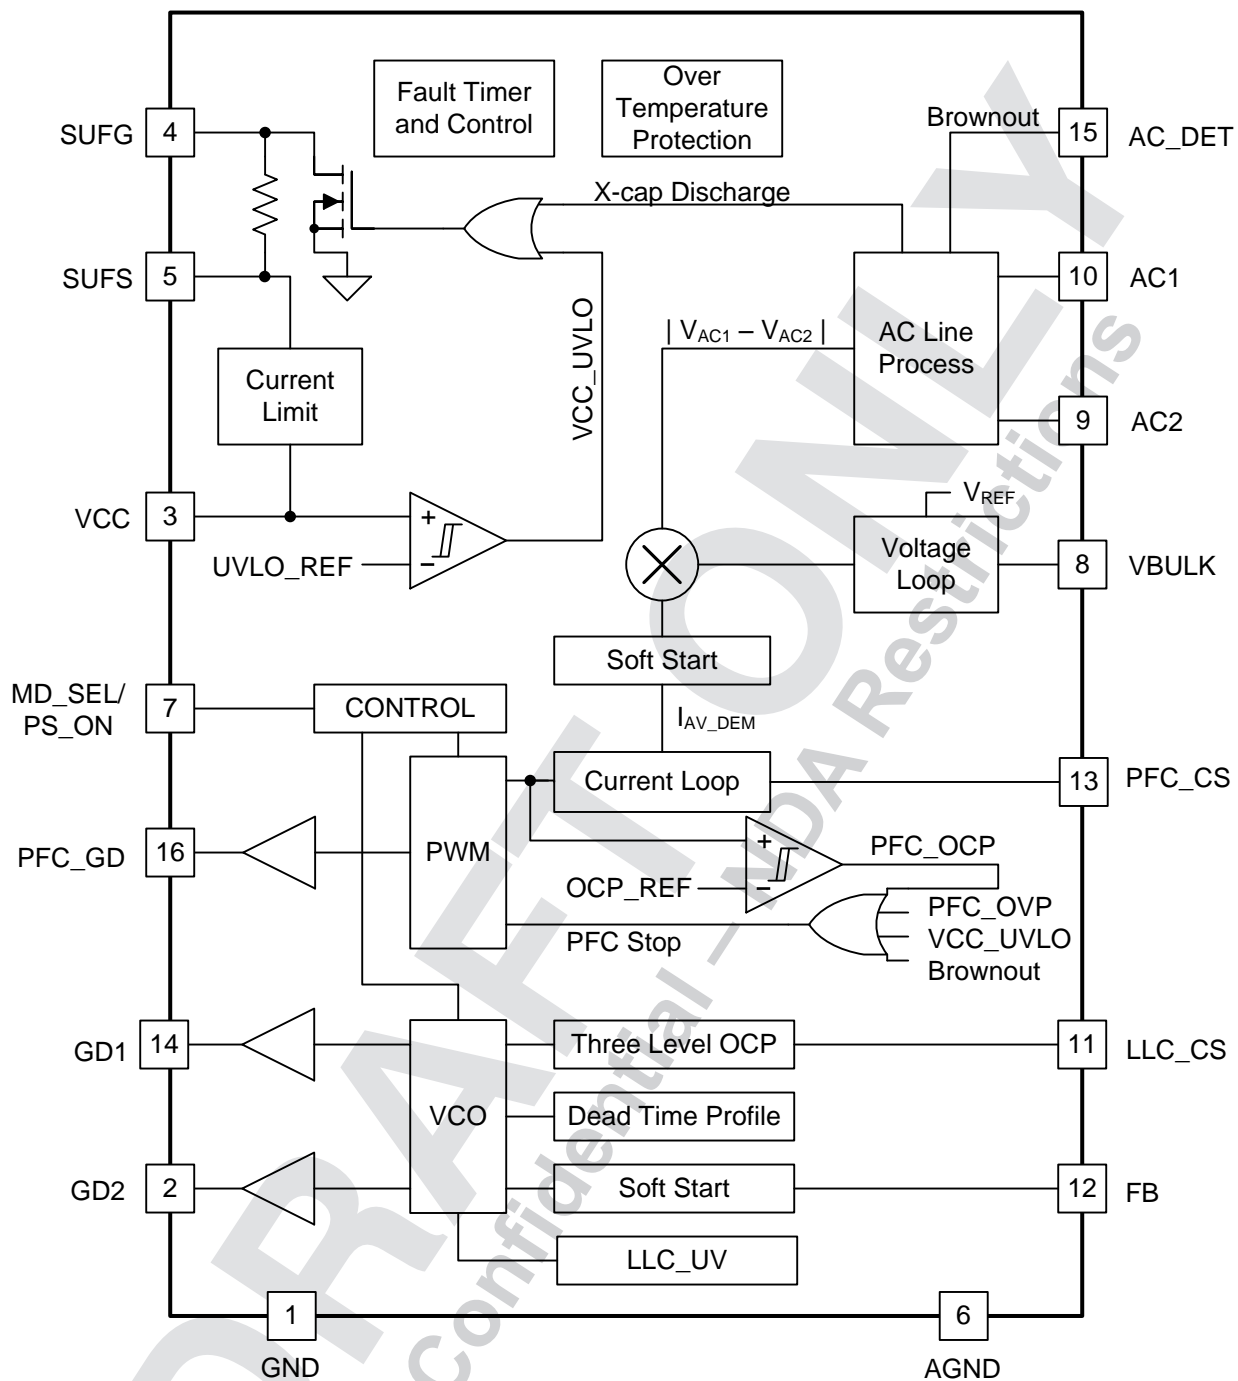 Fault Timer
and Control
Over
Temperature
Protection
Brownout
SUFG
4
15
AC_DET
X-cap Discharge
SUFS
5
10
AC1
| VAC1 – VAC2 |
AC Line
Process
VCC_UVLO
Current
Limit
9
AC2
VREF
VCC
3
+
–
UVLO_REF
Voltage
Loop
8
VBULK
Soft Start
MD_SEL/
PS_ON
7
CONTROL
IAV_DEM
Current Loop
13
PFC_CS
PFC_GD
16
PWM
+
–
PFC_OCP
OCP_REF
PFC_OVP
VCC_UVLO
Brownout
PFC Stop
GD1
14
Three Level OCP
11
LLC_CS
VCO
Dead Time Profile
GD2
2
Soft Start
12
FB
LLC_UV
1
6
GND
AGND
DRAFT ONLY
Confidential — NDA Restrictions